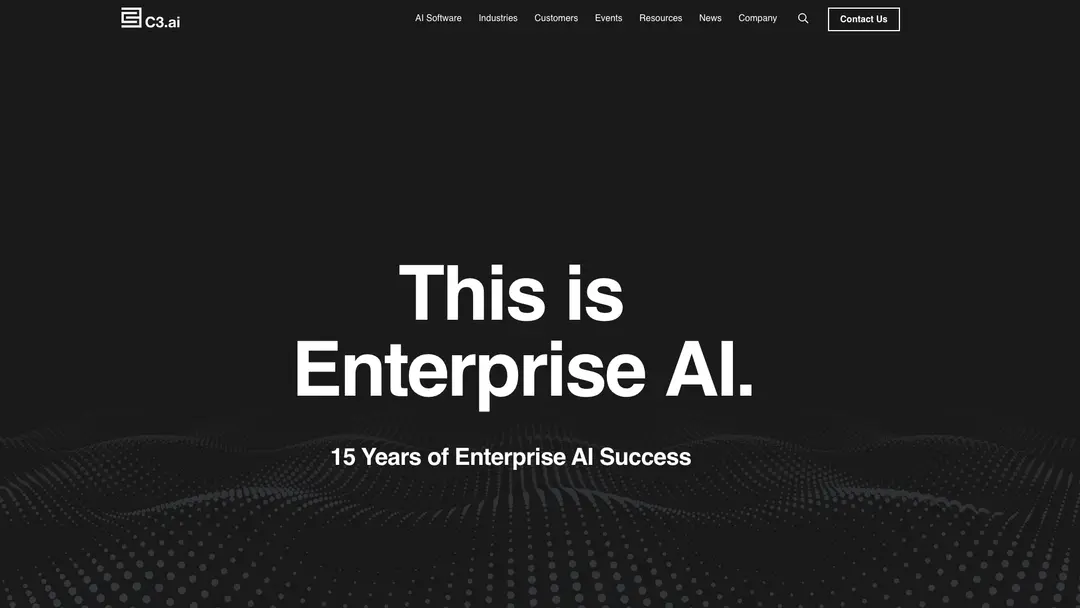 C3.ai
AI Software Industries Customers Events Resources News Company Contact Us
This is
Enterprise AI.
15 Years of Enterprise AI Success